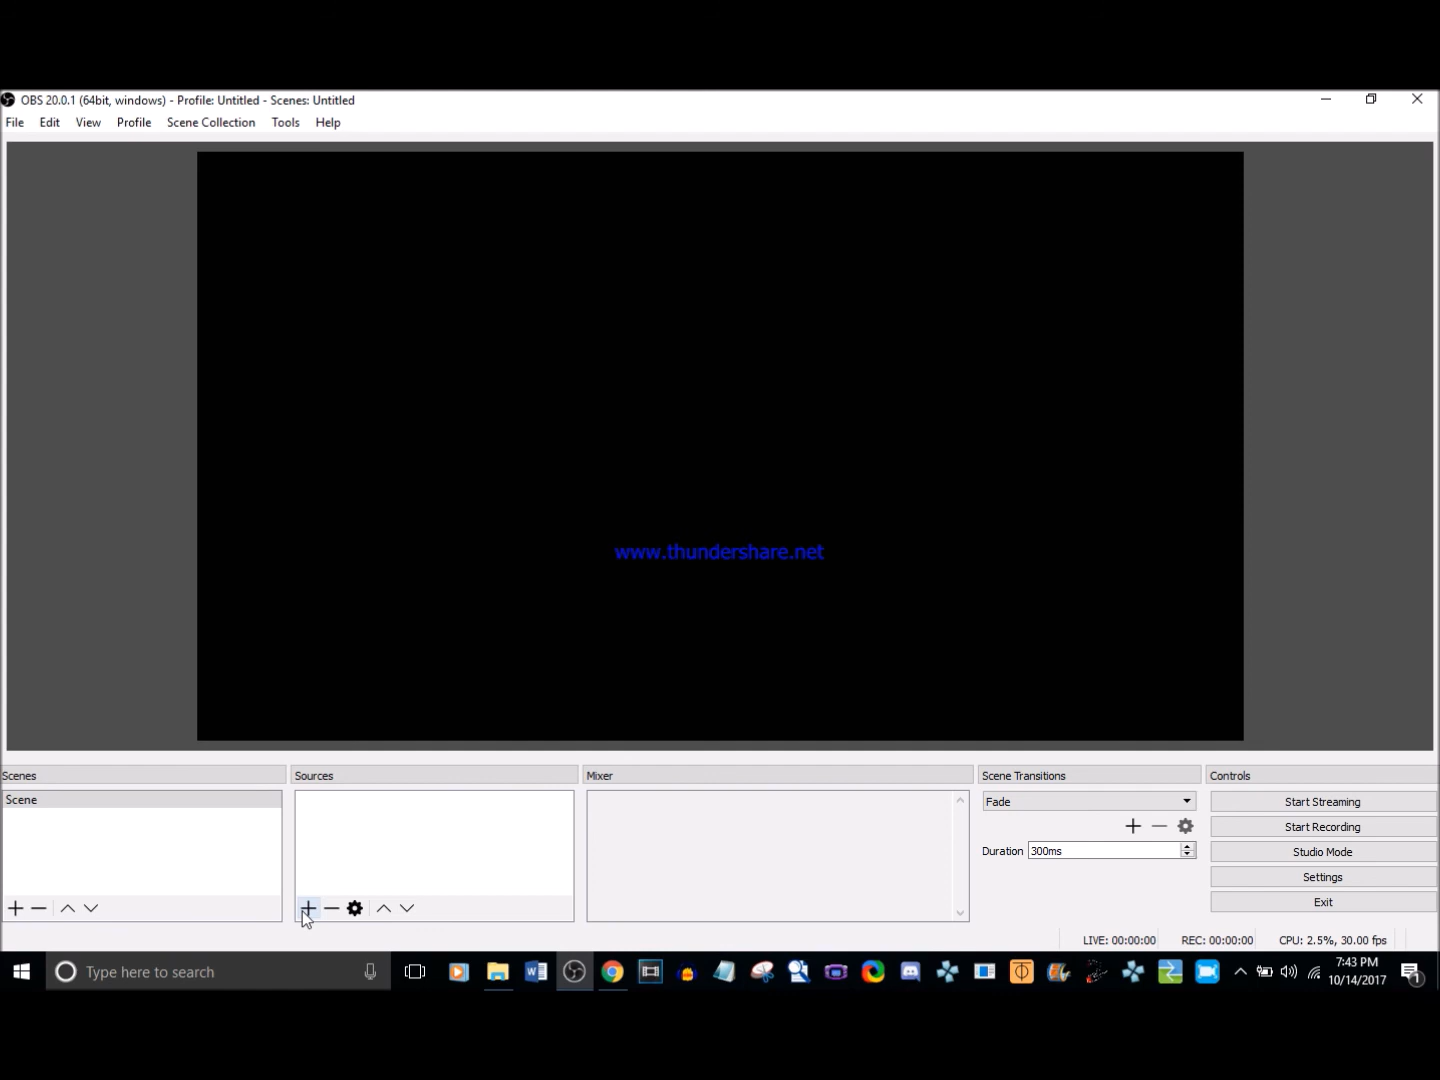 OBS 20.0.1 (64bit, windows) - Profile: Untitled - Scenes: Untitled
File Edit View Profile Scene Collection Tools Help
www.thundershare.net
Scenes Sources Mixer Scene Transitions Controls
Scene Fade Start Streaming
Start Recording
Duration 300ms Studio Mode
Settings
Exit
LIVE: 00:00:00 REC: 00:00:00 CPU: 2.5%, 30.00 fps
Type here to search 7:43 PM
10/14/2017 1